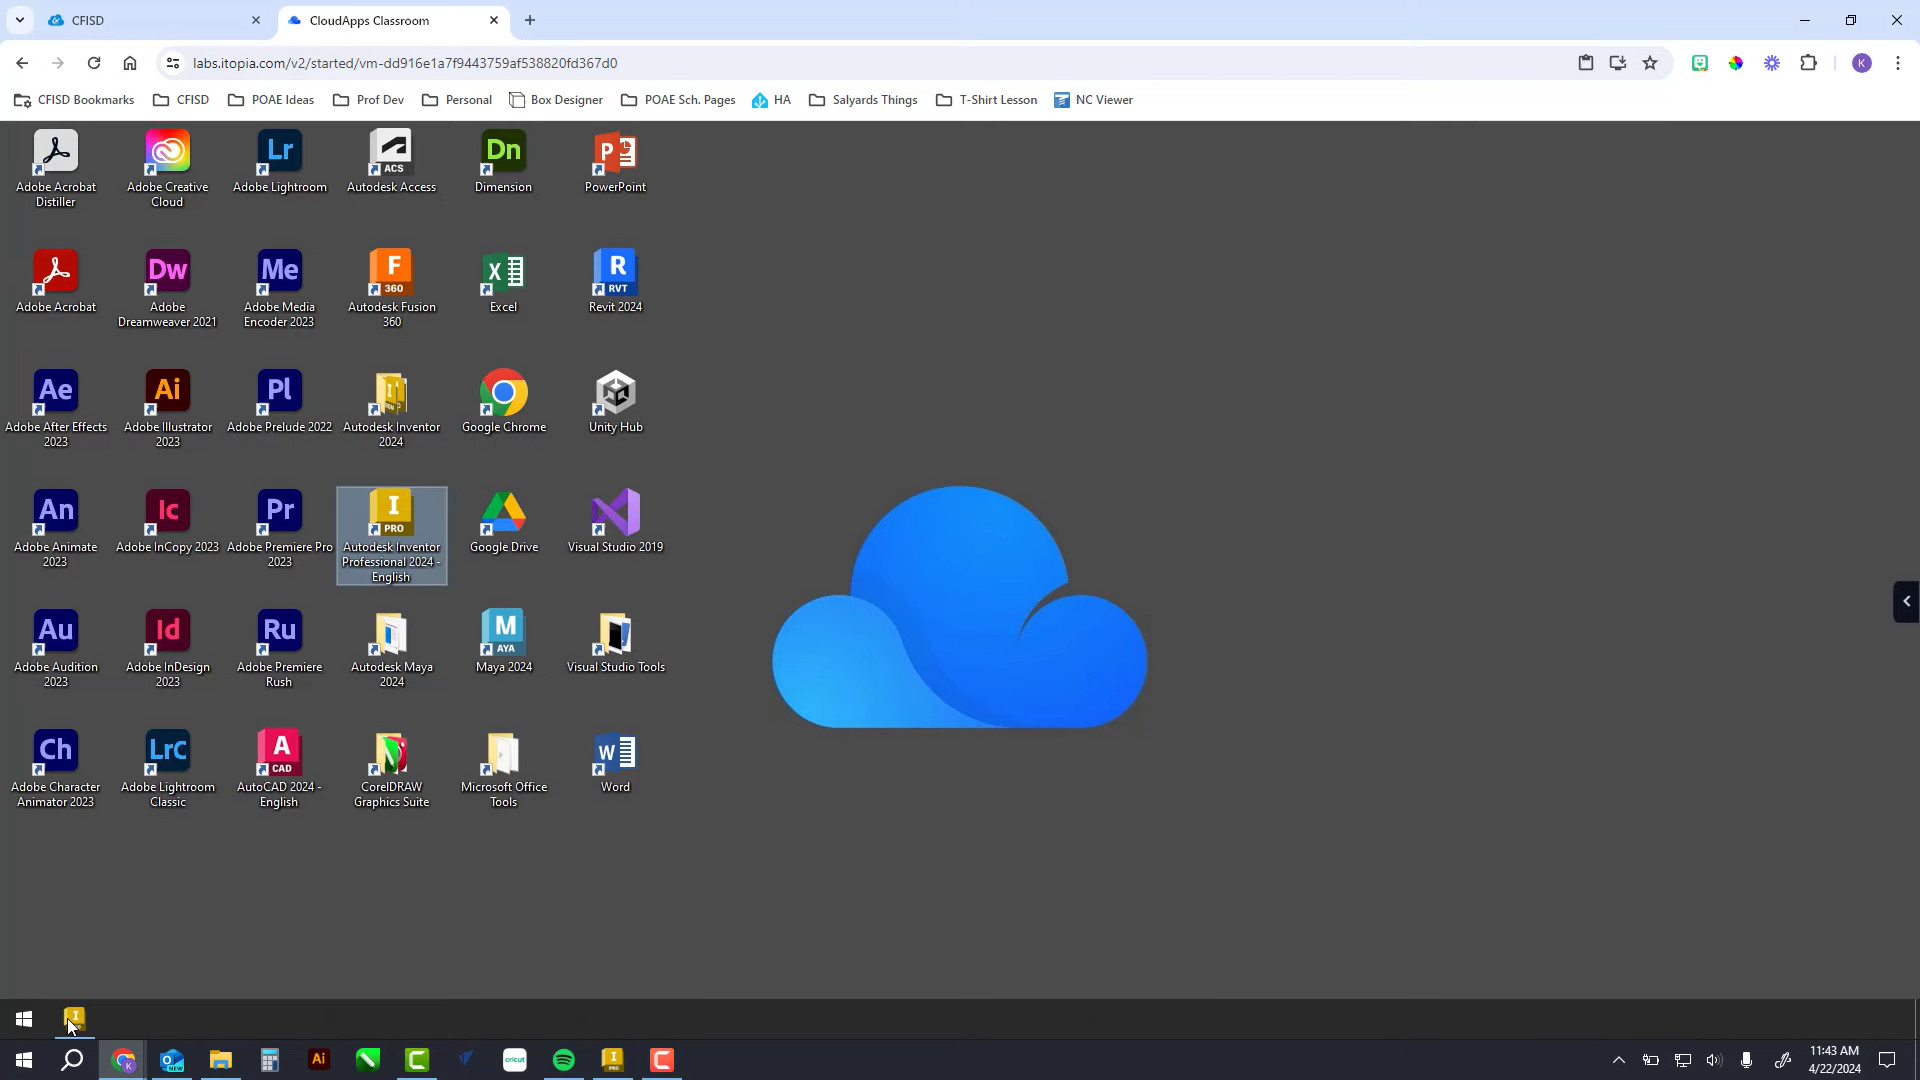 CFISD
CloudApps Classroom
labs.itopia.com/v2/started/vm-dd916e1a7f9443759af538820fd367d0
K
CFISD Bookmarks
CFISD
POAE Ideas
Prof Dev
Personal
Box Designer
POAE Sch. Pages
HA
Salyards Things
T-Shirt Lesson
NC Viewer
Lr
ACS
Dn
P
Adobe Acrobat
Distiller
Adobe Creative
Cloud
Adobe Lightroom
Autodesk Access
Dimension
PowerPoint
Dw
Me
F
360
X
R
RVT
Adobe Acrobat
Adobe
Dreamweaver 2021
Adobe Media
Encoder 2023
Autodesk Fusion
360
Excel
Revit 2024
Ae
Ai
Pl
Adobe After Effects
2023
Adobe Illustrator
2023
Adobe Prelude 2022
Autodesk Inventor
2024
Google Chrome
Unity Hub
An
Ic
Pr
I
PRO
Adobe Animate
2023
Adobe InCopy 2023
Adobe Premiere Pro
2023
Autodesk Inventor
Professional 2024 -
English
Google Drive
Visual Studio 2019
Au
Id
Ru
M
AYA
Adobe Audition
2023
Adobe InDesign
2023
Adobe Premiere
Rush
Autodesk Maya
2024
Maya 2024
Visual Studio Tools
Ch
LrC
A
CAD
W
Adobe Character
Animator 2023
Adobe Lightroom
Classic
AutoCAD 2024 -
English
CorelDRAW
Graphics Suite
Microsoft Office
Tools
Word
I
K
NEW
Ai
cricut
I
PRO
11:43 AM
4/22/2024